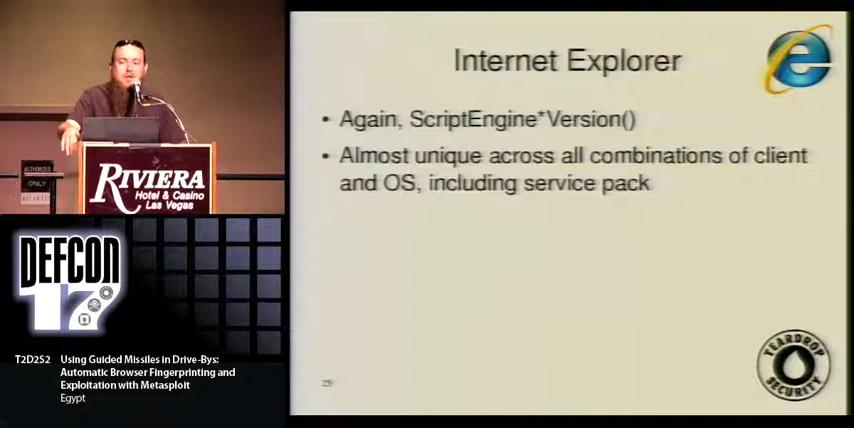 Internet Explorer
• Again, ScriptEngine*Version()
• Almost unique across all combinations of client
and OS, including service pack
25
TEARDROP
SECURITY
AUTHORIZED
ONLY
RIVIERA
Hotel & Casino
Las Vegas
DEFCON
17
T2D2S2 Using Guided Missiles in Drive-Bys:
Automatic Browser Fingerprinting and
Exploitation with Metasploit
Egypt